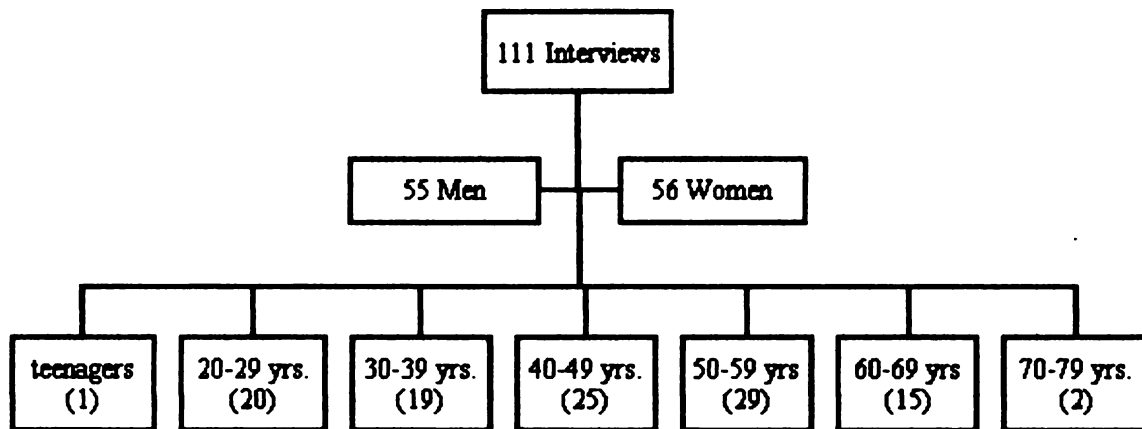 111 Interviews
55 Men
56 Women
teenagers
(1)
20-29 yrs.
(20)
30-39 yrs.
(19)
40-49 yrs.
(25)
50-59 yrs
(29)
60-69 yrs
(15)
70-79 yrs.
(2)